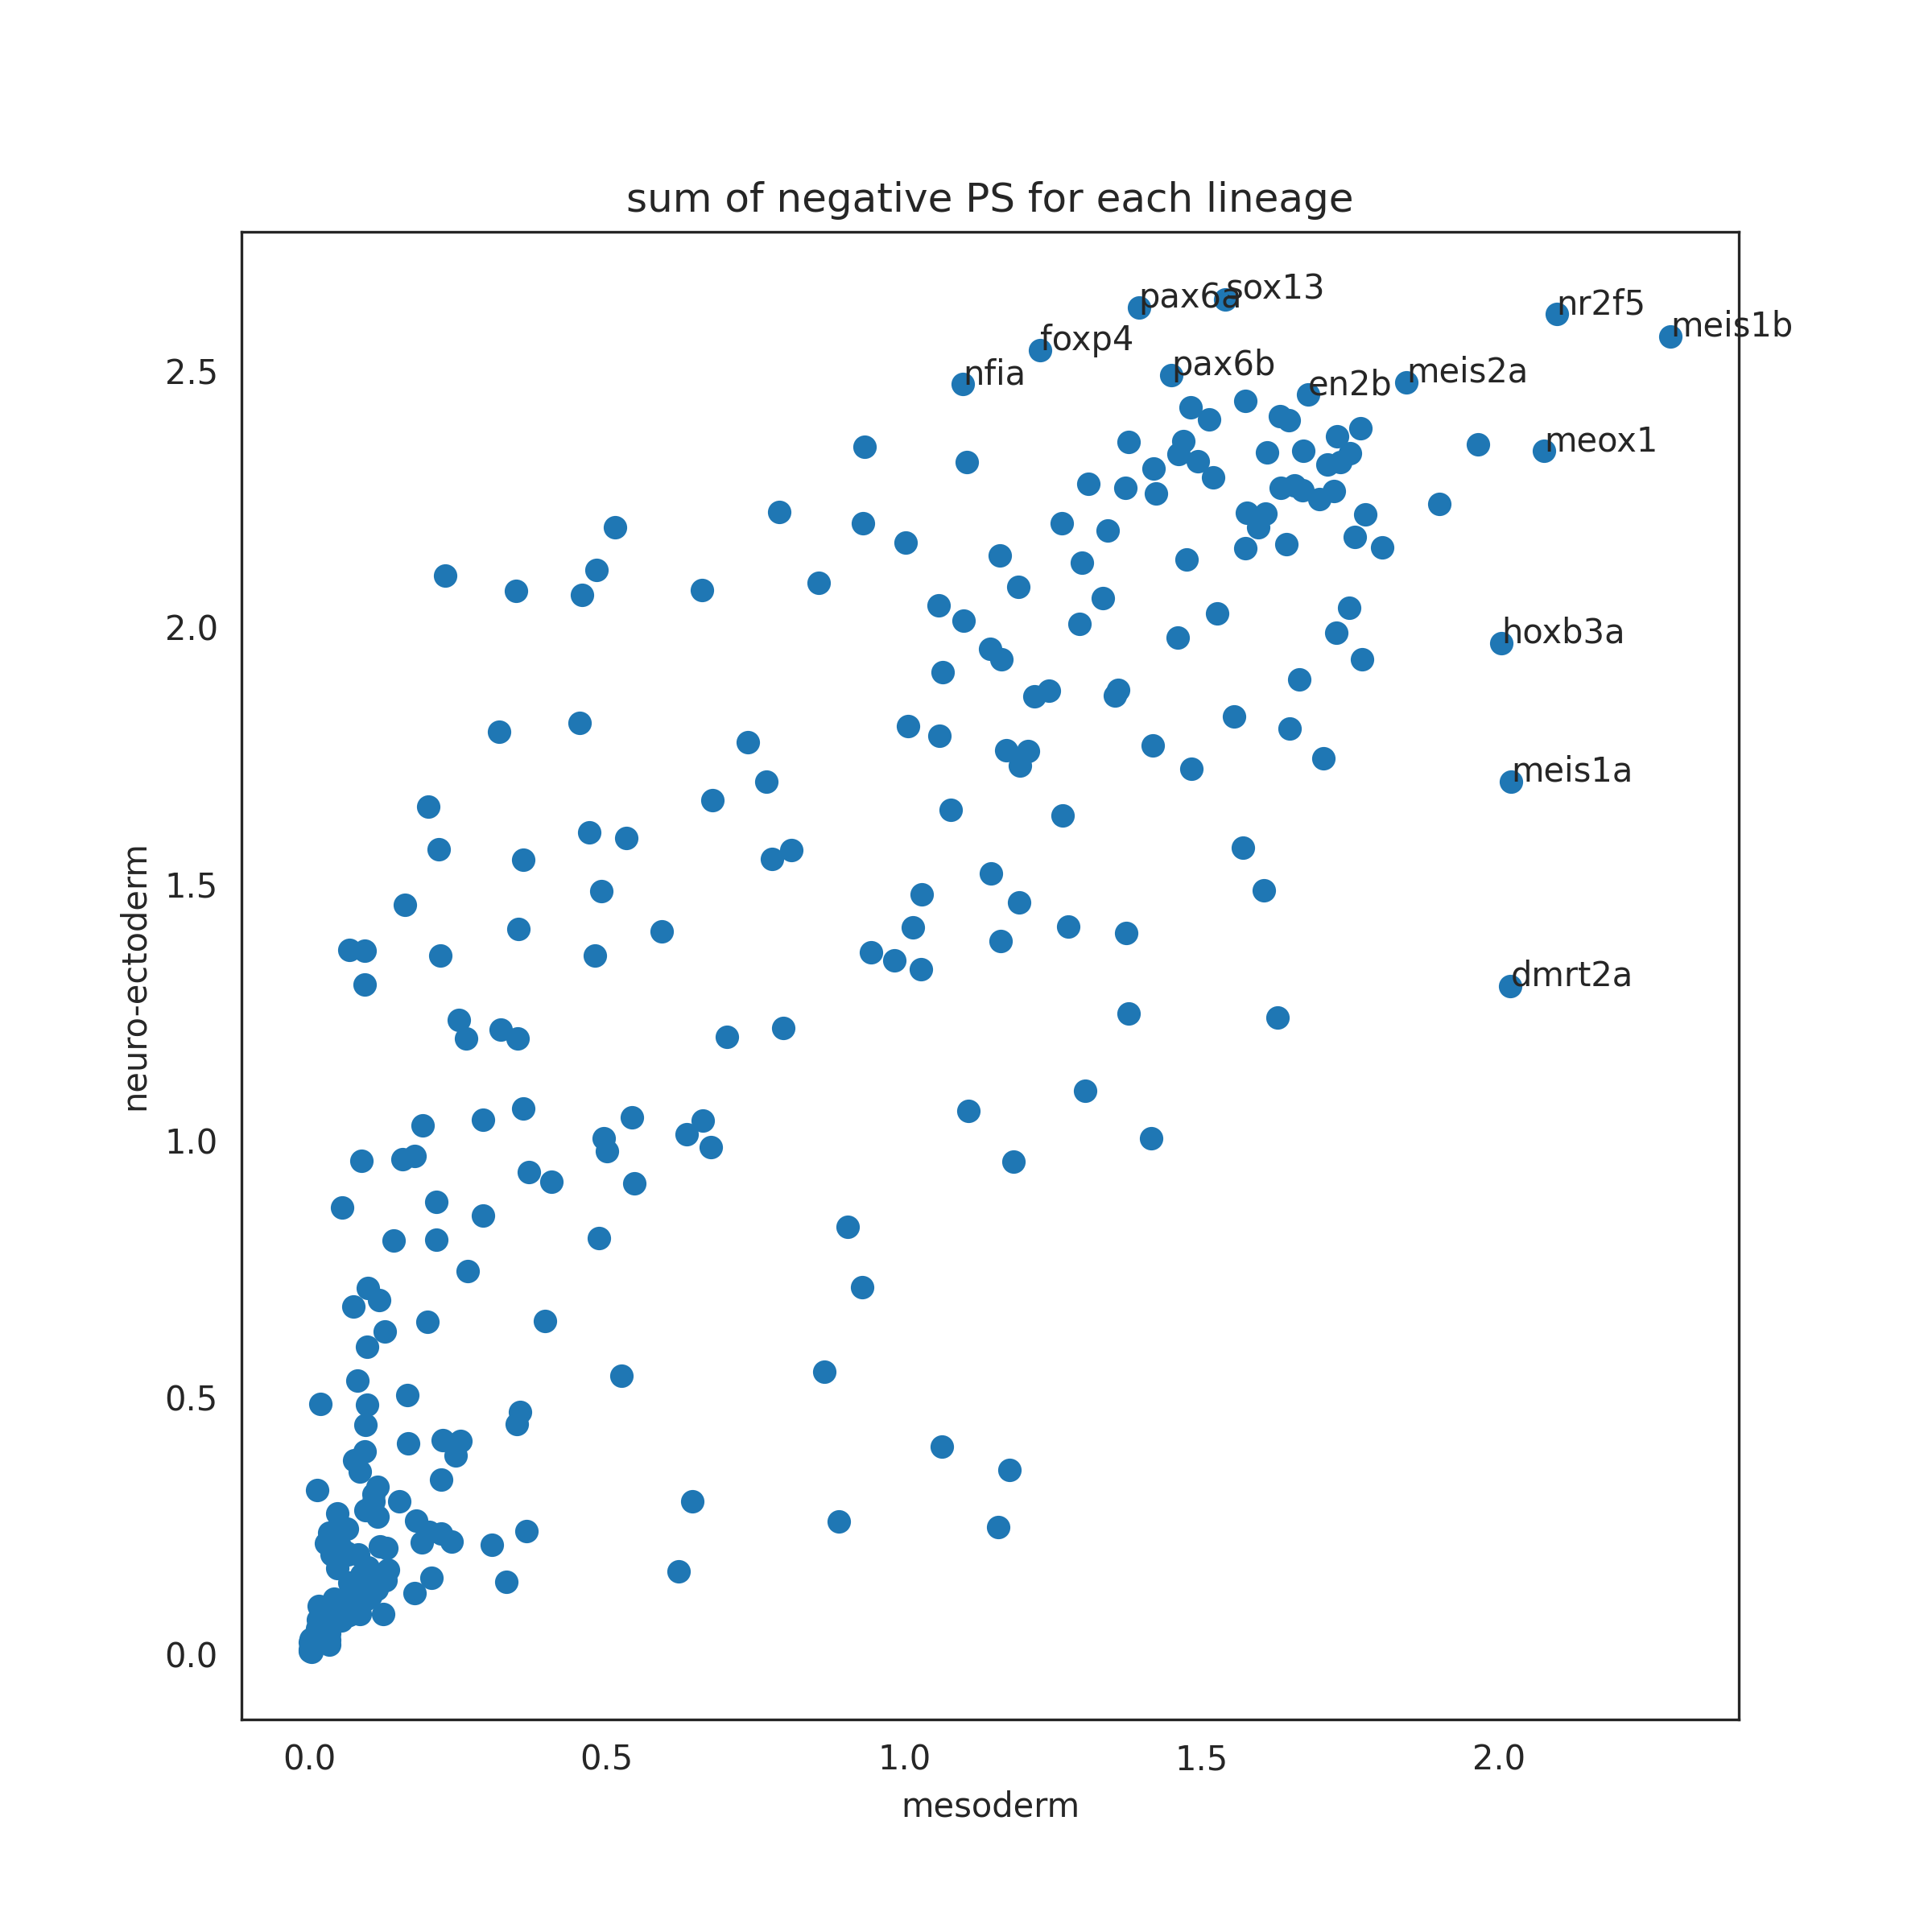 sum of negative PS for each lineage
sox13
pax6a
nr2f5
meis1b
foxp4
pax6b
nfia
meis2a
en2b
2.5
meox1
2.0
hoxb3a
meis1a
1.5
dmrt2a
neuro-ectoderm
1.0
0.5
0.0
0.0 0.5 1.0 1.5 2.0
mesoderm